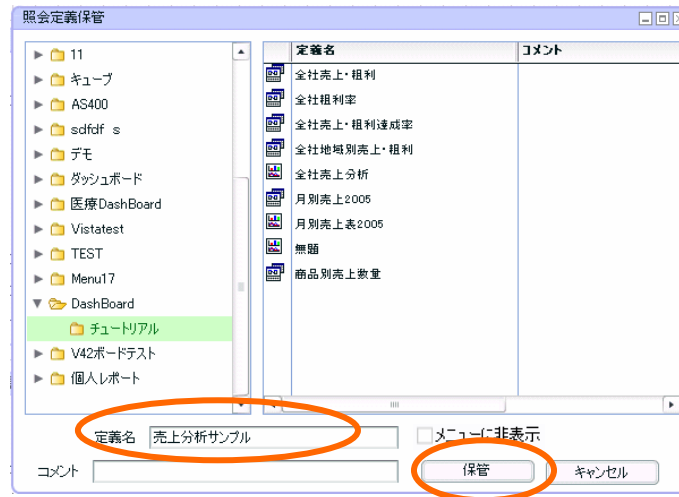 照会定義保管
11
キューブ
AS400
sdfdf s
デモ
ダッシュボード
医療DashBoard
Vistatest
TEST
Menu17
DashBoard
チュートリアル
V42ボードテスト
個人レポート
定義名 コメント
全社売上・粗利
全社粗利率
全社売上・粗利達成率
全社地域別売上・粗利
全社売上分析
月別売上2005
月別売上表2005
無題
商品別売上数量
定義名 売上分析サンプル メニューに非表示
コメント 保管 キャンセル